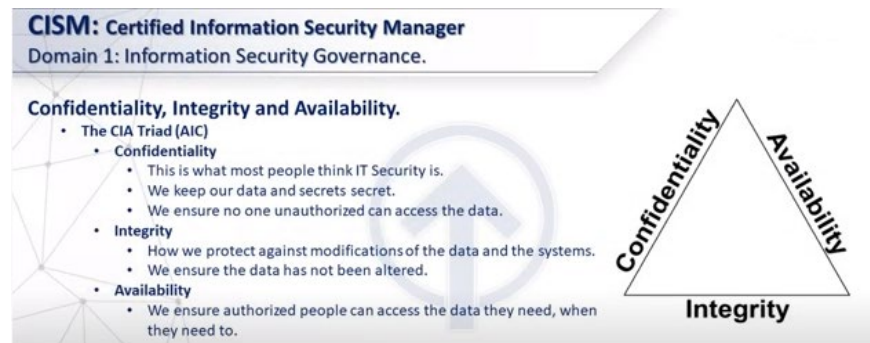 CISM: Certified Information Security Manager
Domain 1: Information Security Governance.
Confidentiality, Integrity and Availability.
• The CIA Triad (AIC)
• Confidentiality
• This is what most people think IT Security is.
• We keep our data and secrets secret.
• We ensure no one unauthorized can access the data.
• Integrity
• How we protect against modifications of the data and the systems.
• We ensure the data has not been altered.
• Availability
• We ensure authorized people can access the data they need, when
they need to.
Confidentiality
Availability
Integrity